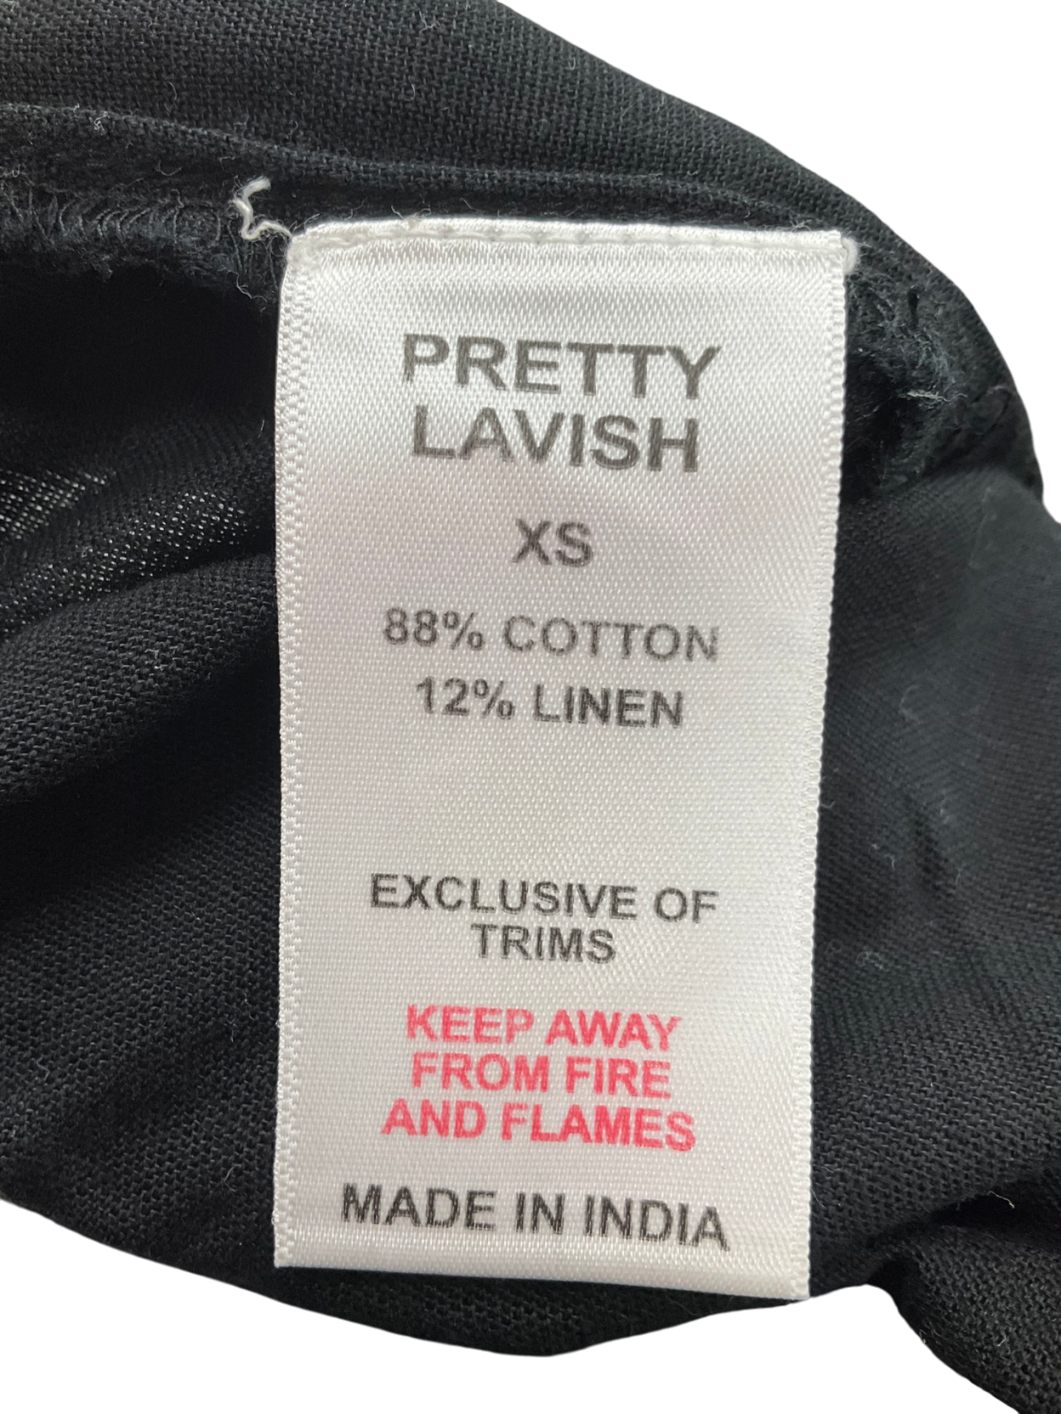 PRETTY
LAVISH
XS
88% COTTON
12% LINEN
EXCLUSIVE OF
TRIMS
KEEP AWAY
FROM FIRE
AND FLAMES
MADE IN INDIA